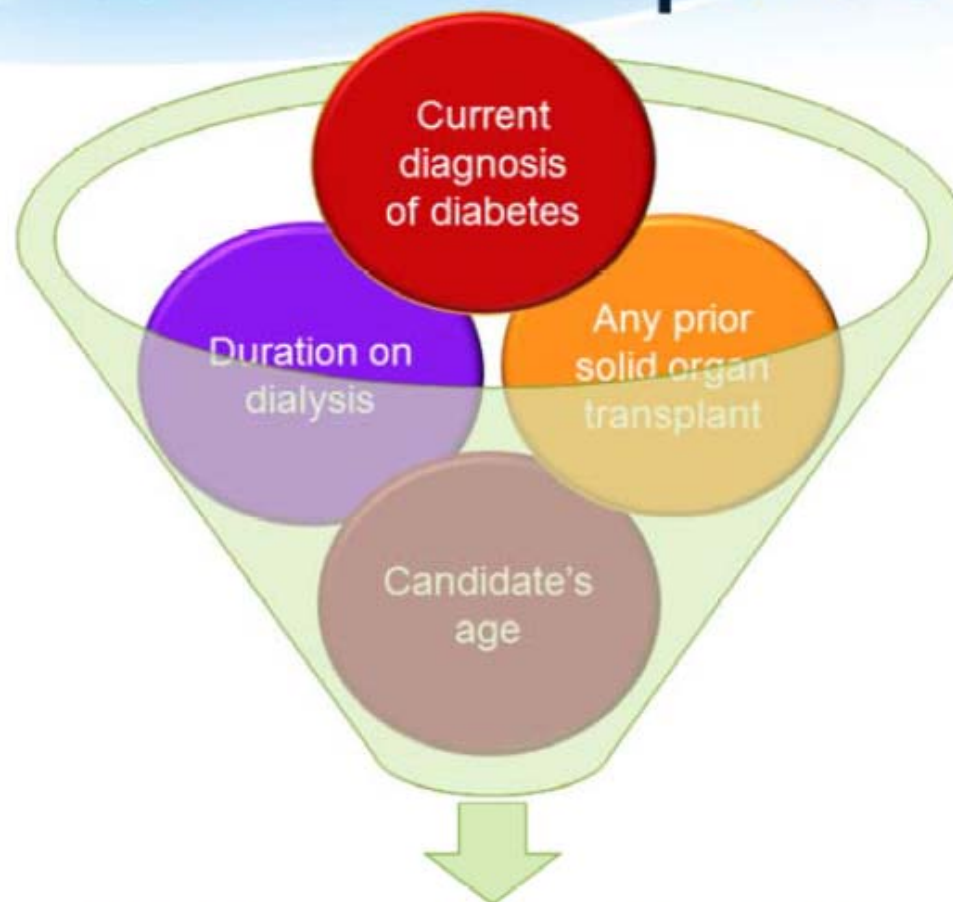 Current
diagnosis
of diabetes
Duration on
dialysis
Any prior
solid organ
transplant
Candidate's
age